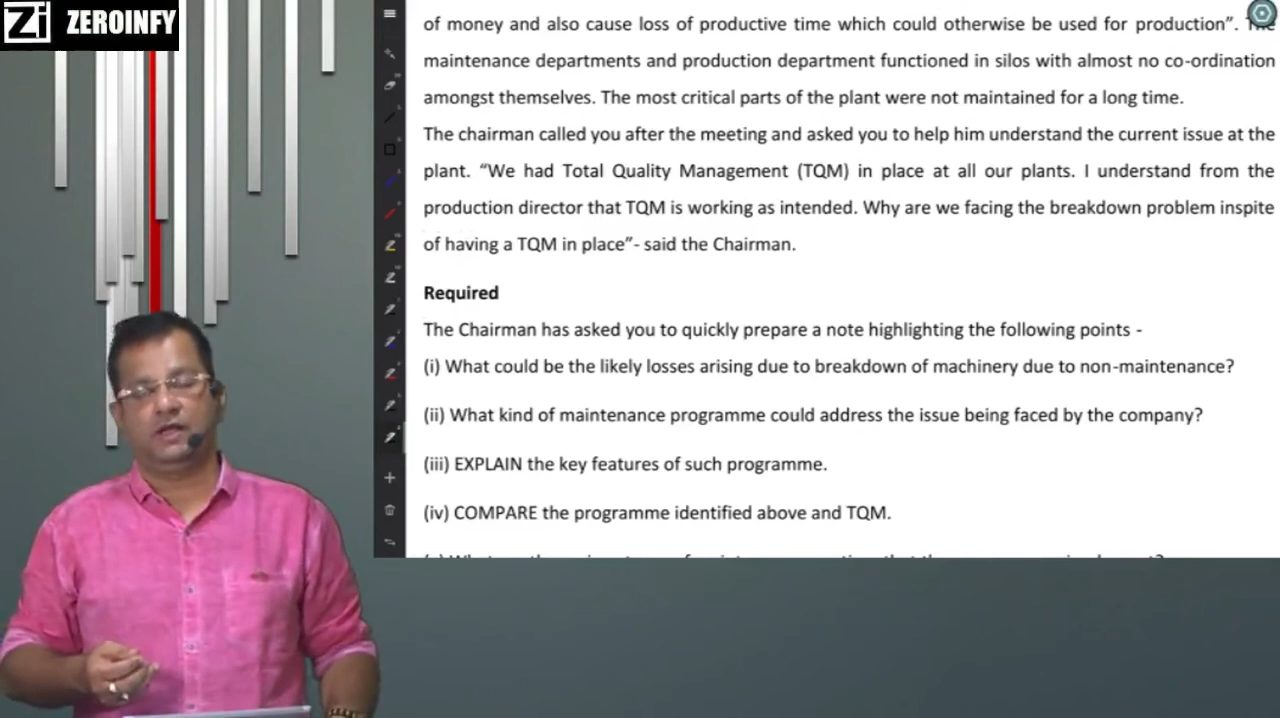 Zi ZEROINFY
of money and also cause loss of productive time which could otherwise be used for production”. The
maintenance departments and production department functioned in silos with almost no co-ordination
amongst themselves. The most critical parts of the plant were not maintained for a long time.
The chairman called you after the meeting and asked you to help him understand the current issue at the
plant. “We had Total Quality Management (TQM) in place at all our plants. I understand from the
production director that TQM is working as intended. Why are we facing the breakdown problem inspite
of having a TQM in place”- said the Chairman.
Required
The Chairman has asked you to quickly prepare a note highlighting the following points -
(i) What could be the likely losses arising due to breakdown of machinery due to non-maintenance?
(ii) What kind of maintenance programme could address the issue being faced by the company?
(iii) EXPLAIN the key features of such programme.
(iv) COMPARE the programme identified above and TQM.